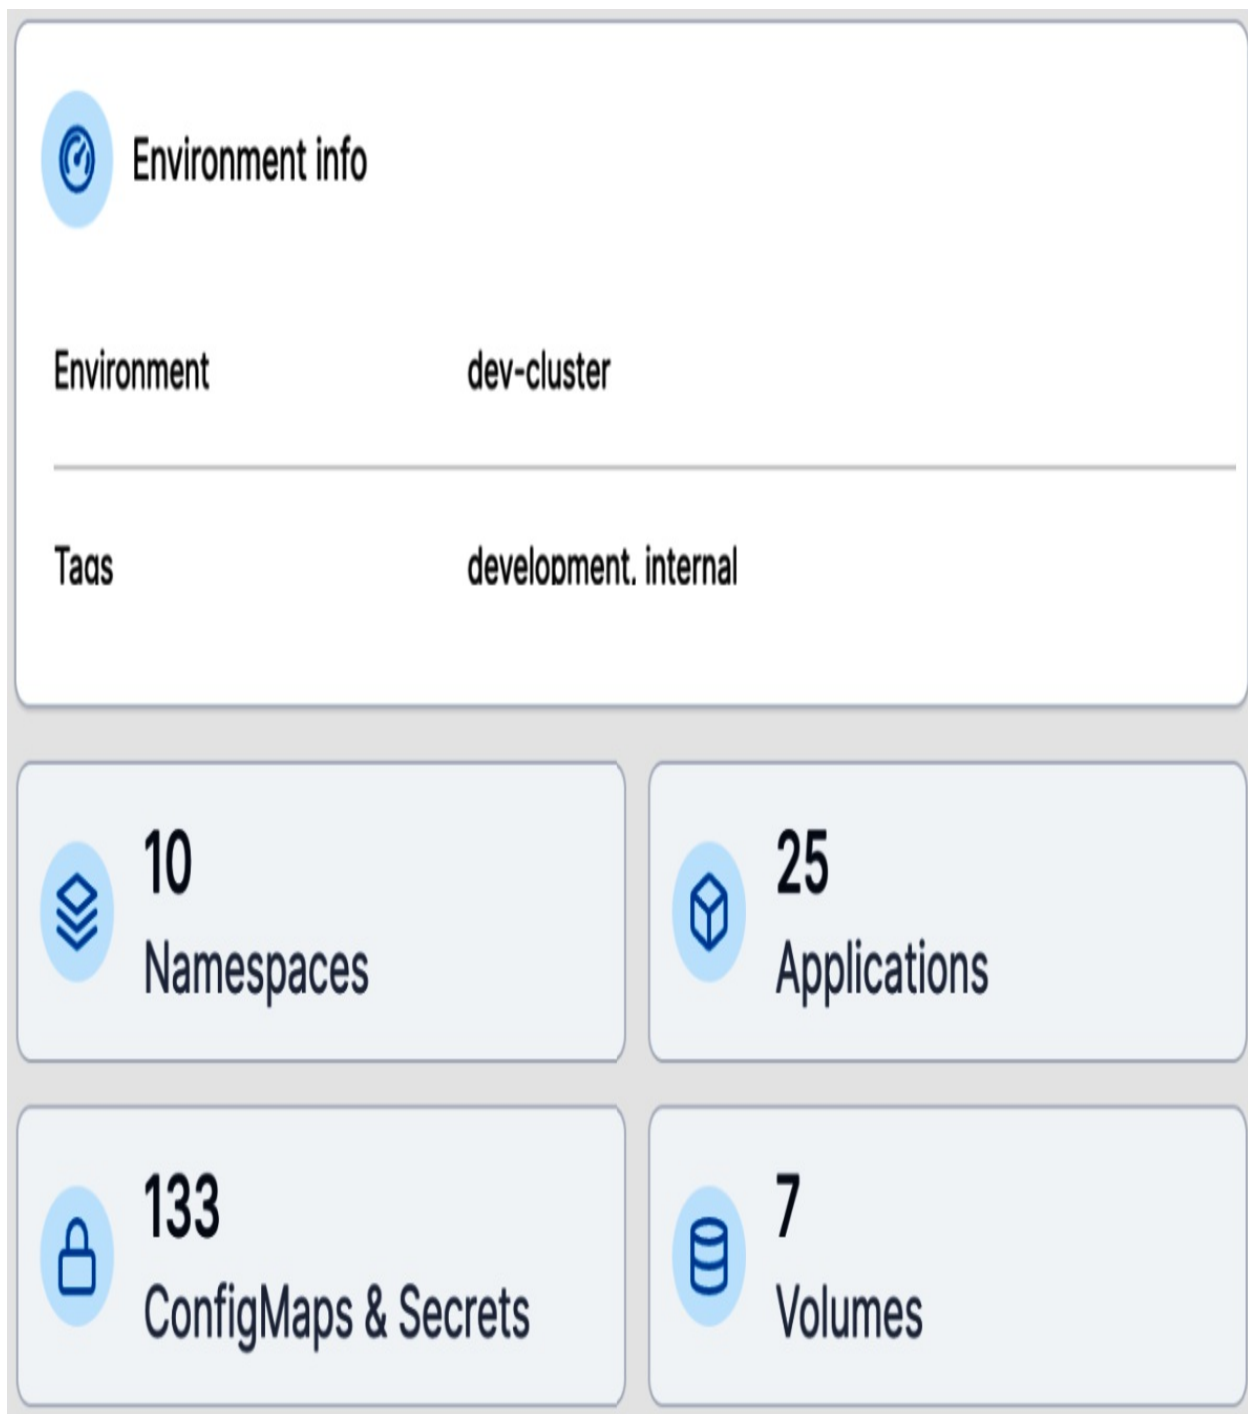 Environment info
Environment dev-cluster
Tags development, internal
10
Namespaces
25
Applications
133
ConfigMaps & Secrets
7
Volumes